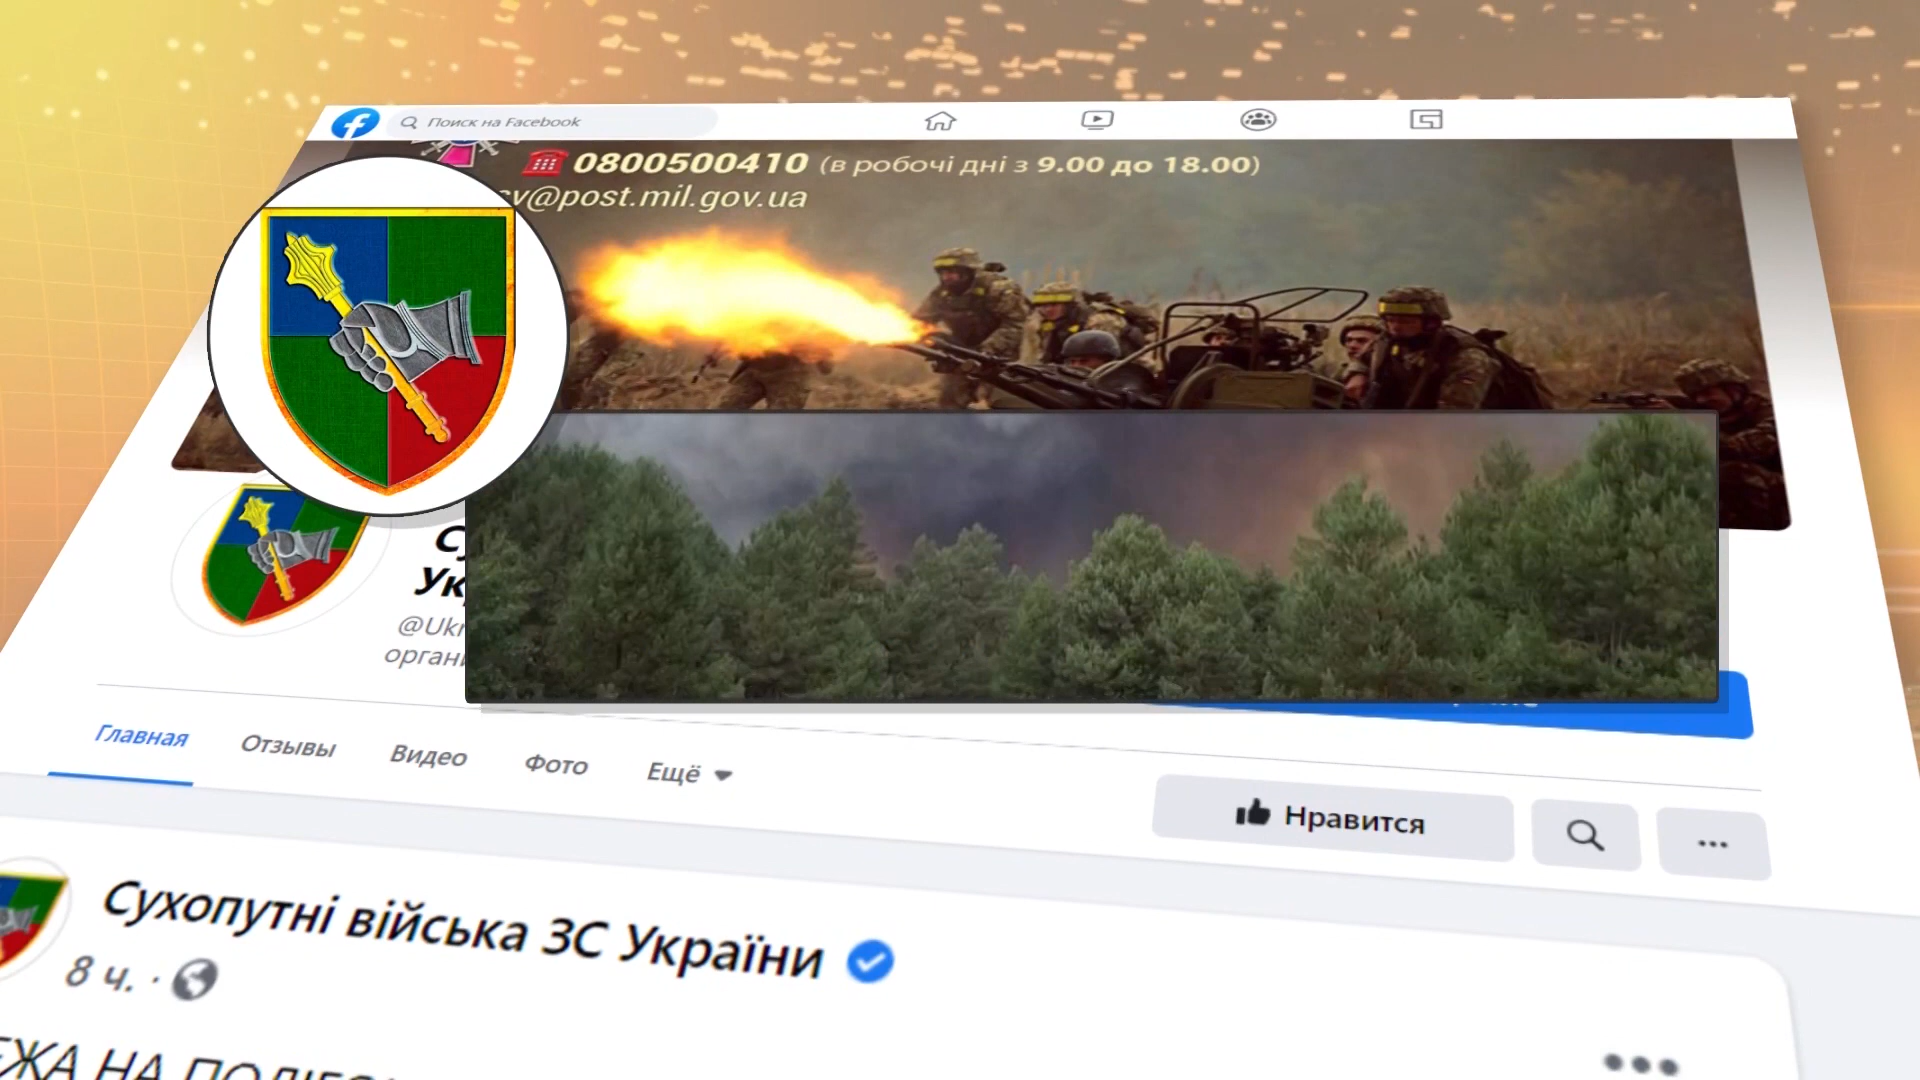 Поиск на Facebook
0800500410 (в робочі дні з 9.00 до 18.00)
@post.mil.gov.ua
@Ukr
Главная
Отзывы
Видео
Фото
Ещё
Нравится
Сухопутні війська ЗС України
8 ч. ·
НА